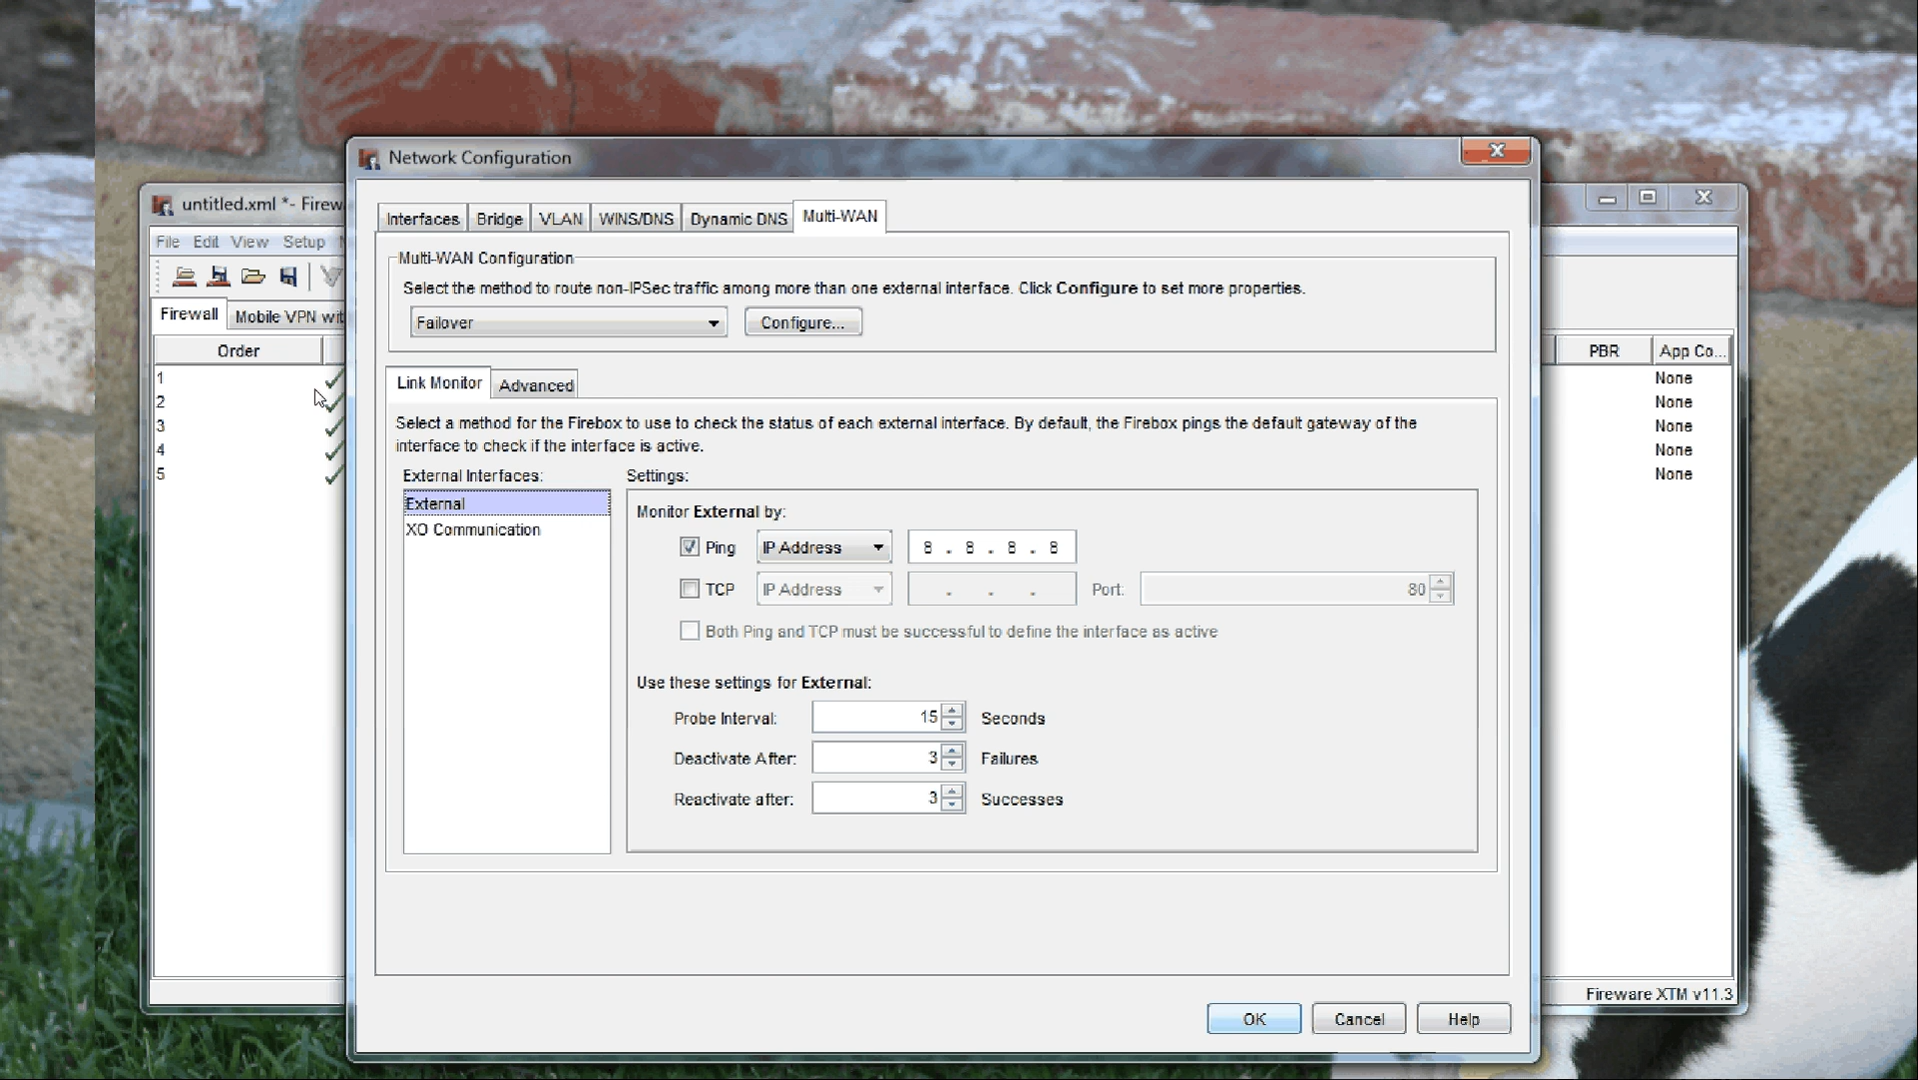 Network Configuration
untitled.xml *- Firew
File Edit View Setup
Firewall Mobile VPN wit
Order
1
2
3
4
5
Interfaces Bridge VLAN WINS/DNS Dynamic DNS Multi-WAN
Multi-WAN Configuration
Select the method to route non-IPSec traffic among more than one external interface. Click Configure to set more properties.
Failover Configure...
Link Monitor Advanced
Select a method for the Firebox to use to check the status of each external interface. By default, the Firebox pings the default gateway of the
interface to check if the interface is active.
External Interfaces: Settings:
External
XO Communication
Monitor External by:
Ping IP Address 8 . 8 . 8 . 8
TCP IP Address . . . Port: 80
Both Ping and TCP must be successful to define the interface as active
Use these settings for External:
Probe Interval: 15 Seconds
Deactivate After: 3 Failures
Reactivate after: 3 Successes
OK Cancel Help
PBR App Co...
None
None
None
None
None
Fireware XTM v11.3